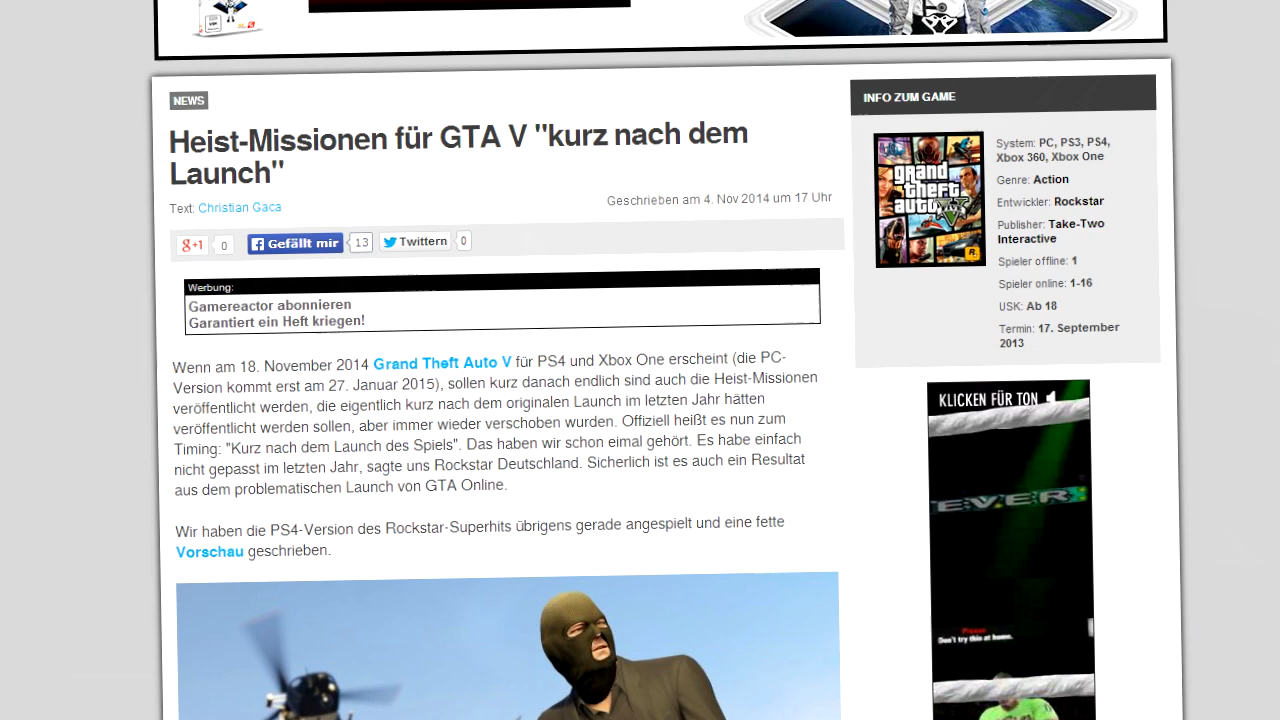 NEWS
Heist-Missionen für GTA V "kurz nach dem
Launch"
Text: Christian Gaca
Geschrieben am 4. Nov 2014 um 17 Uhr
g+1
0
Gefällt mir
13
Twittern
0
Werbung:
Gamereactor abonnieren
Garantiert ein Heft kriegen!
Wenn am 18. November 2014 Grand Theft Auto V für PS4 und Xbox One erscheint (die PC-
Version kommt erst am 27. Januar 2015), sollen kurz danach endlich sind auch die Heist-Missionen
veröffentlicht werden, die eigentlich kurz nach dem originalen Launch im letzten Jahr hätten
veröffentlicht werden sollen, aber immer wieder verschoben wurden. Offiziell heißt es nun zum
Timing: "Kurz nach dem Launch des Spiels". Das haben wir schon eimal gehört. Es habe einfach
nicht gepasst im letzten Jahr, sagte uns Rockstar Deutschland. Sicherlich ist es auch ein Resultat
aus dem problematischen Launch von GTA Online.
Wir haben die PS4-Version des Rockstar-Superhits übrigens gerade angespielt und eine fette
Vorschau geschrieben.
INFO ZUM GAME
grand
theft
auto
V
R
System: PC, PS3, PS4,
Xbox 360, Xbox One
Genre: Action
Entwickler: Rockstar
Publisher: Take-Two
Interactive
Spieler offline: 1
Spieler online: 1-16
USK: Ab 18
Termin: 17. September
2013
KLICKEN FÜR TON
EVER
Please
Don't try this at home.